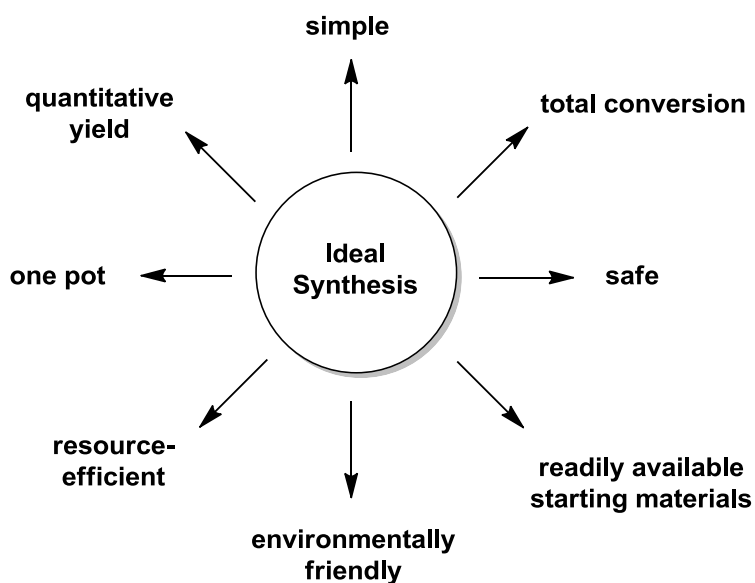 simple
quantitative
yield
total conversion
one pot
Ideal
Synthesis
safe
resource-
efficient
readily available
starting materials
environmentally
friendly